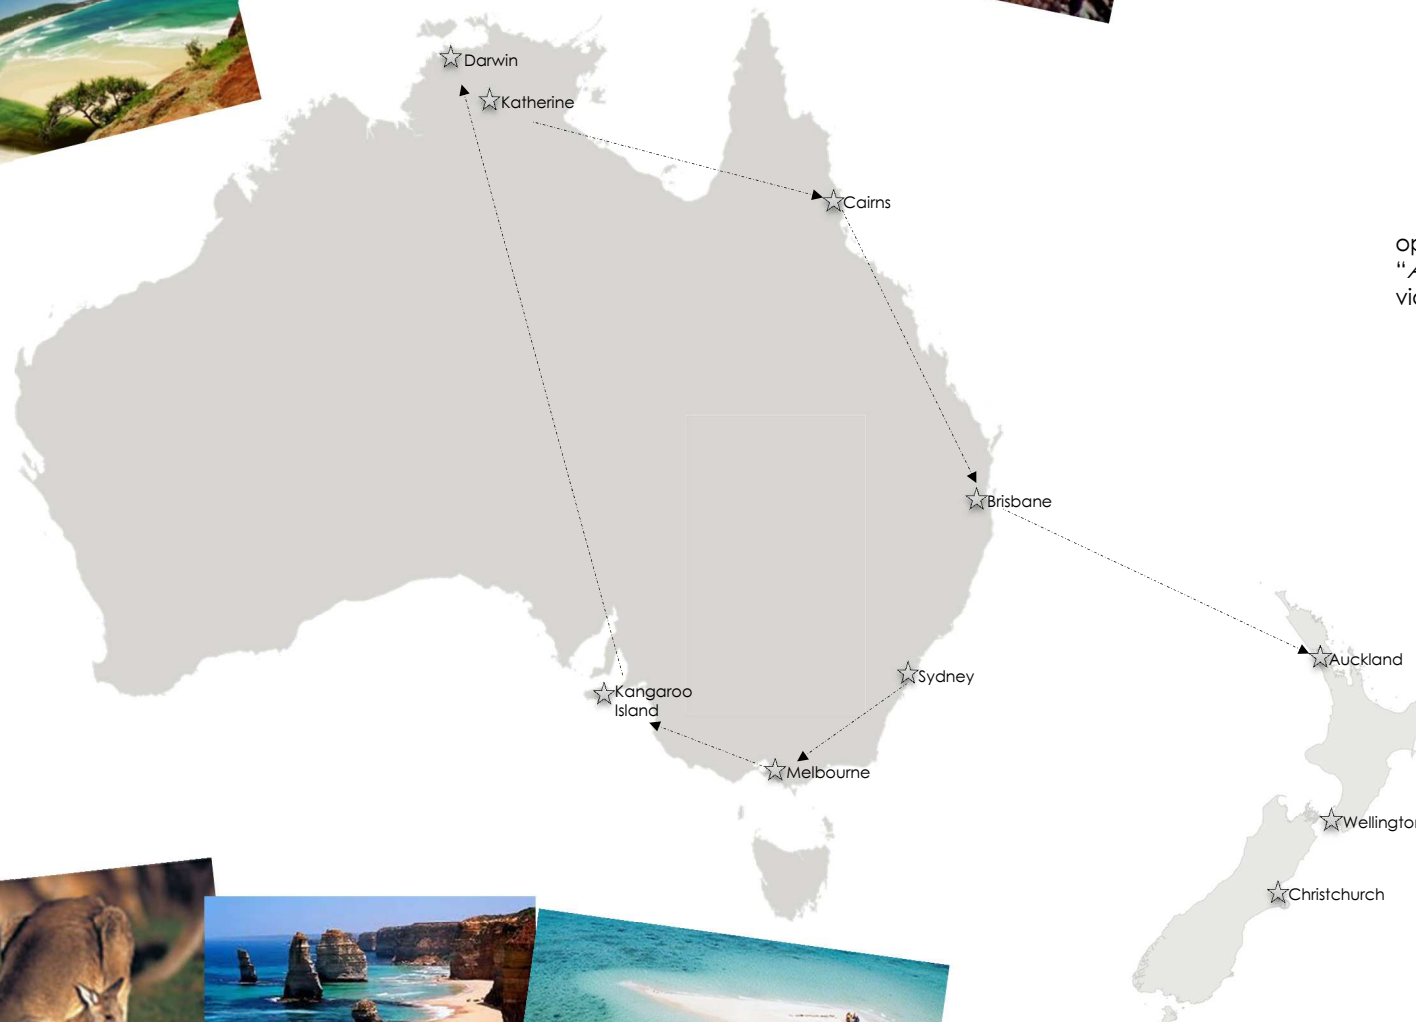 Darwin
Katherine
Cairns
Brisbane
Auckland
Sydney
Kangaroo
Island
Melbourne
Christchurch